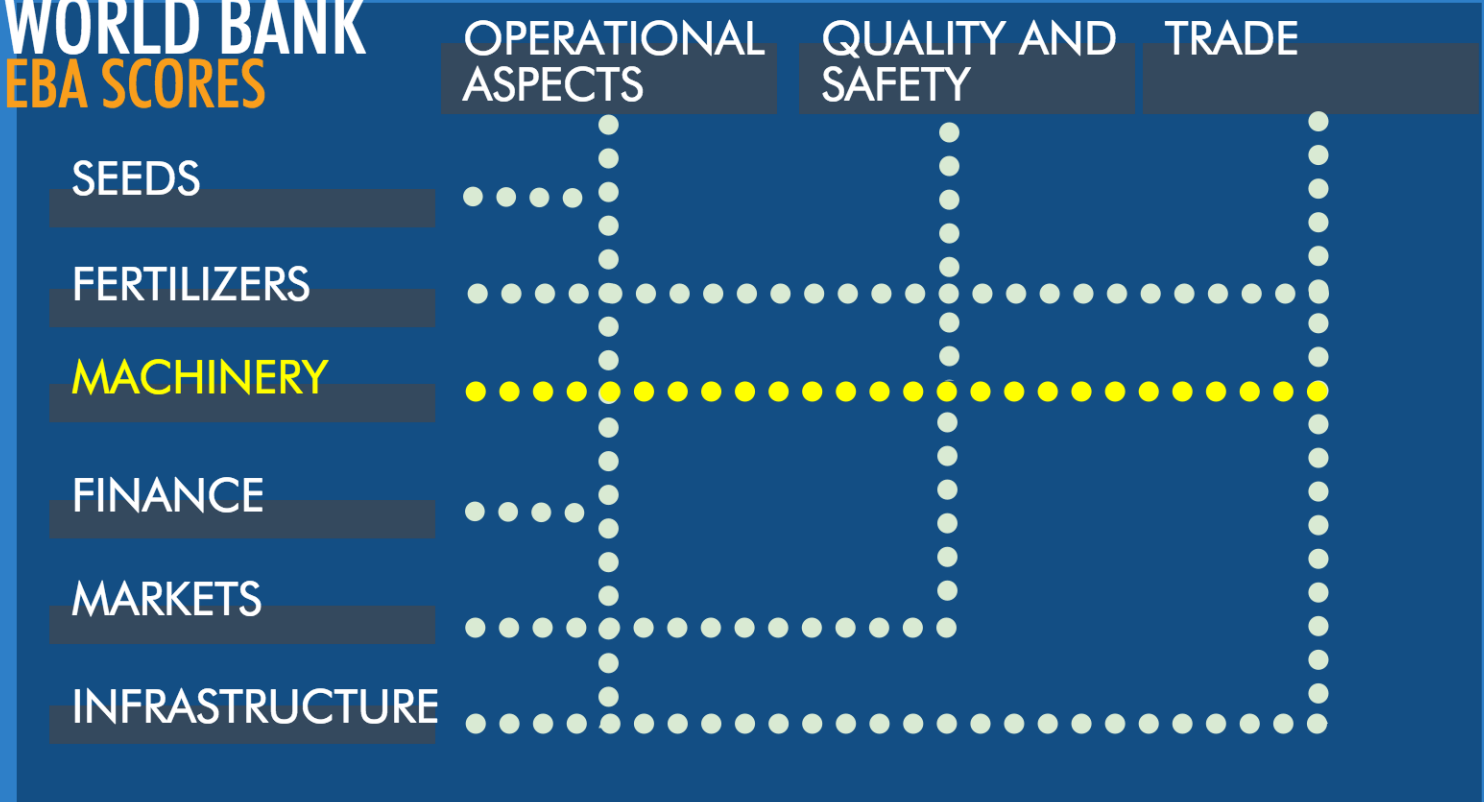 WORLD BANK
EBA SCORES
OPERATIONAL
ASPECTS
QUALITY AND
SAFETY
TRADE
SEEDS
FERTILIZERS
MACHINERY
FINANCE
MARKETS
INFRASTRUCTURE